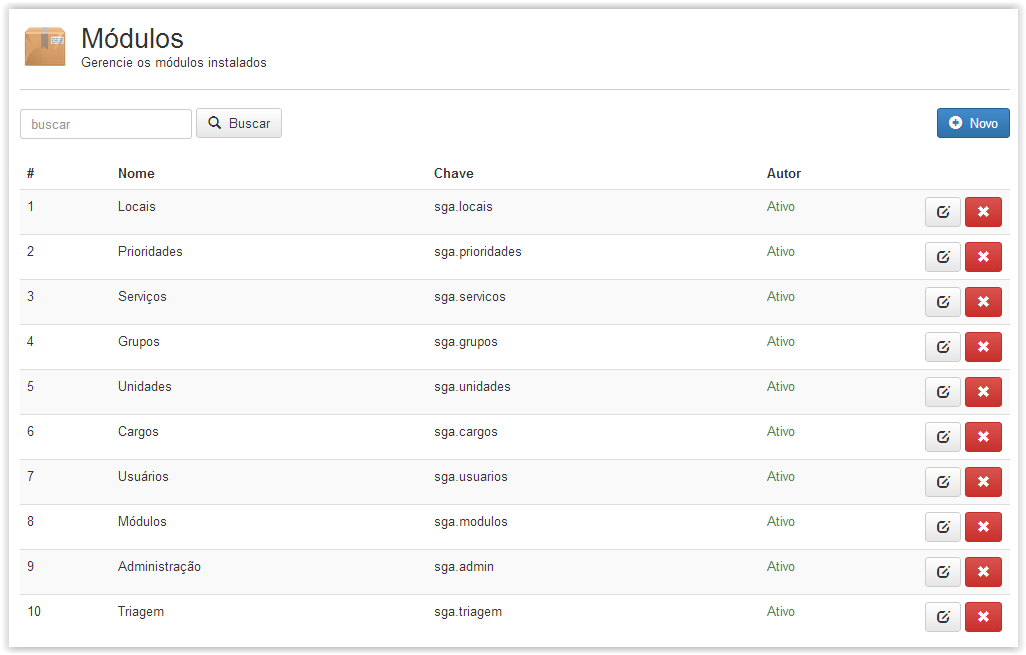 Módulos
Gerencie os módulos instalados
buscar Buscar Novo
# Nome Chave Autor
1 Locais sga.locais Ativo
2 Prioridades sga.prioridades Ativo
3 Serviços sga.servicos Ativo
4 Grupos sga.grupos Ativo
5 Unidades sga.unidades Ativo
6 Cargos sga.cargos Ativo
7 Usuários sga.usuarios Ativo
8 Módulos sga.modulos Ativo
9 Administração sga.admin Ativo
10 Triagem sga.triagem Ativo